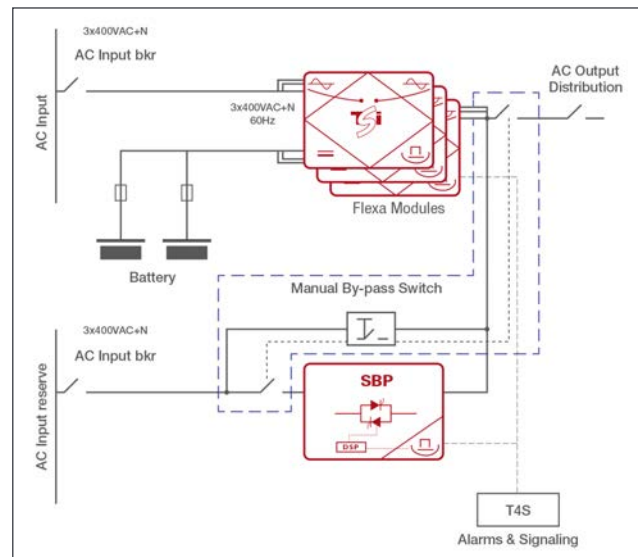 3x400VAC+N
AC Input bkr
AC Output
Distribution
AC Input
3x400VAC+N
60Hz
TSi
Flexa Modules
Battery
Manual By-pass Switch
3x400VAC+N
AC Input bkr
AC Input reserve
SBP
DSP
T4S
Alarms & Signaling